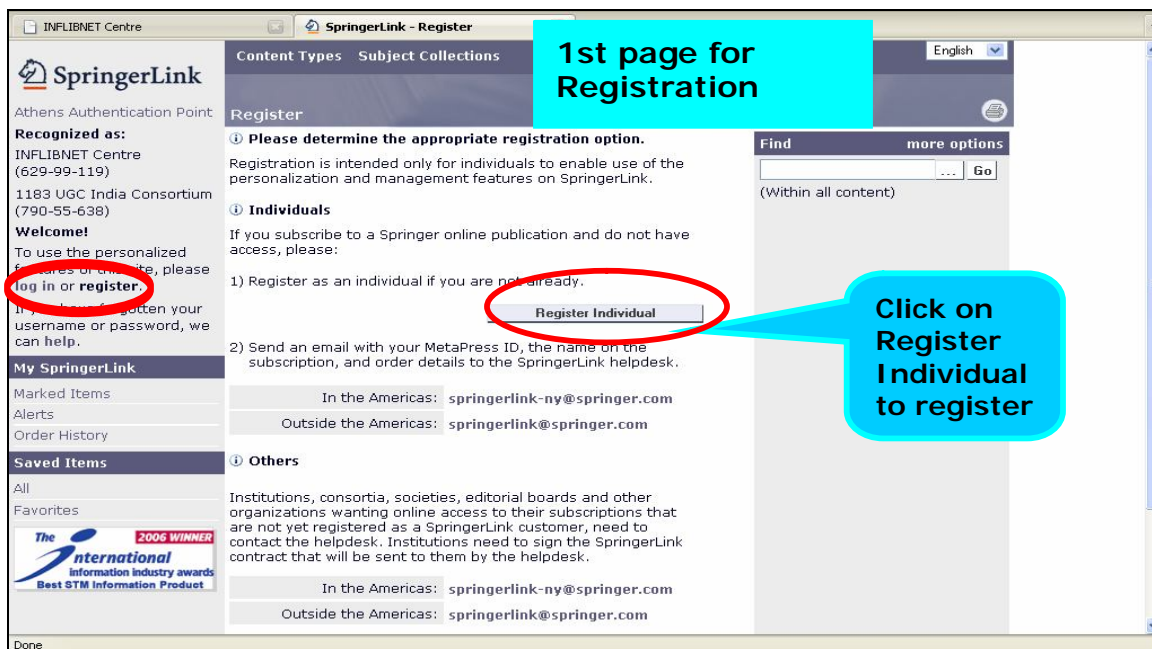 INFLIBNET Centre
SpringerLink - Register
SpringerLink
Athens Authentication Point
Recognized as:
INFLIBNET Centre
(629-99-119)
1183 UGC India Consortium
(790-55-638)
Welcome!
To use the personalized
features of this site, please
log in or register.
If you have forgotten your
username or password, we
can help.
My SpringerLink
Marked Items
Alerts
Order History
Saved Items
All
Favorites
The 2006 WINNER
International
information industry awards
Best STM Information Product
Content Types Subject Collections
English
1st page for
Registration
Register
Please determine the appropriate registration option.
Registration is intended only for individuals to enable use of the
personalization and management features on SpringerLink.
Individuals
If you subscribe to a Springer online publication and do not have
access, please:
1) Register as an individual if you are not already.
Register Individual
2) Send an email with your MetaPress ID, the name on the
subscription, and order details to the SpringerLink helpdesk.
In the Americas: springerlink-ny@springer.com
Outside the Americas: springerlink@springer.com
Others
Institutions, consortia, societies, editorial boards and other
organizations wanting online access to their subscriptions that
are not yet registered as a SpringerLink customer, need to
contact the helpdesk. Institutions need to sign the SpringerLink
contract that will be sent to them by the helpdesk.
In the Americas: springerlink-ny@springer.com
Outside the Americas: springerlink@springer.com
Find more options
... Go
(Within all content)
Click on
Register
Individual
to register
Done